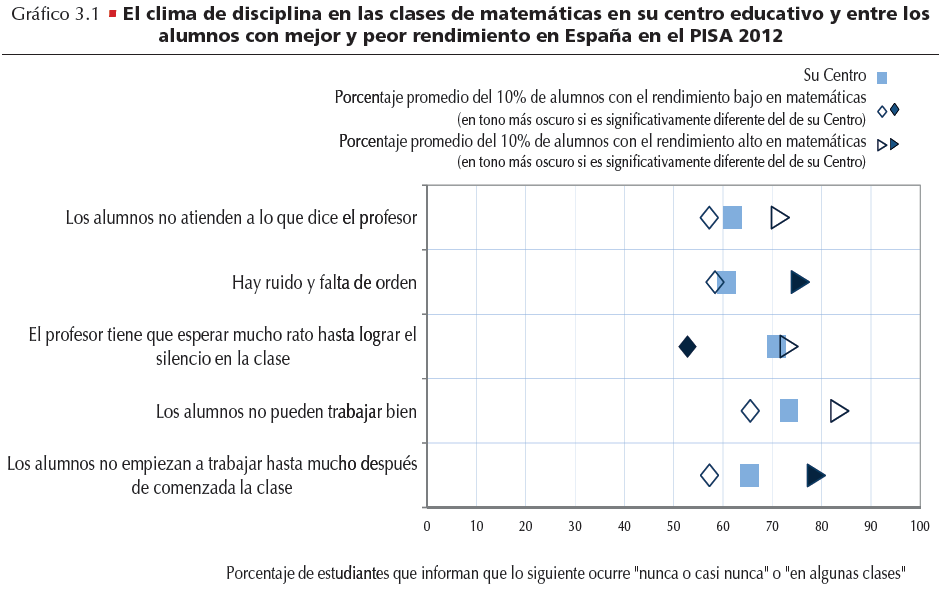 Gráfico 3.1 ▪ El clima de disciplina en las clases de matemáticas en su centro educativo y entre los
alumnos con mejor y peor rendimiento en España en el PISA 2012
Su Centro
Porcentaje promedio del 10% de alumnos con el rendimiento bajo en matemáticas
(en tono más oscuro si es significativamente diferente del de su Centro)
Porcentaje promedio del 10% de alumnos con el rendimiento alto en matemáticas
(en tono más oscuro si es significativamente diferente del de su Centro)
Los alumnos no atienden a lo que dice el profesor
Hay ruido y falta de orden
El profesor tiene que esperar mucho rato hasta lograr el
silencio en la clase
Los alumnos no pueden trabajar bien
Los alumnos no empiezan a trabajar hasta mucho después
de comenzada la clase
0 10 20 30 40 50 60 70 80 90 100
Porcentaje de estudiantes que informan que lo siguiente ocurre "nunca o casi nunca" o "en algunas clases"